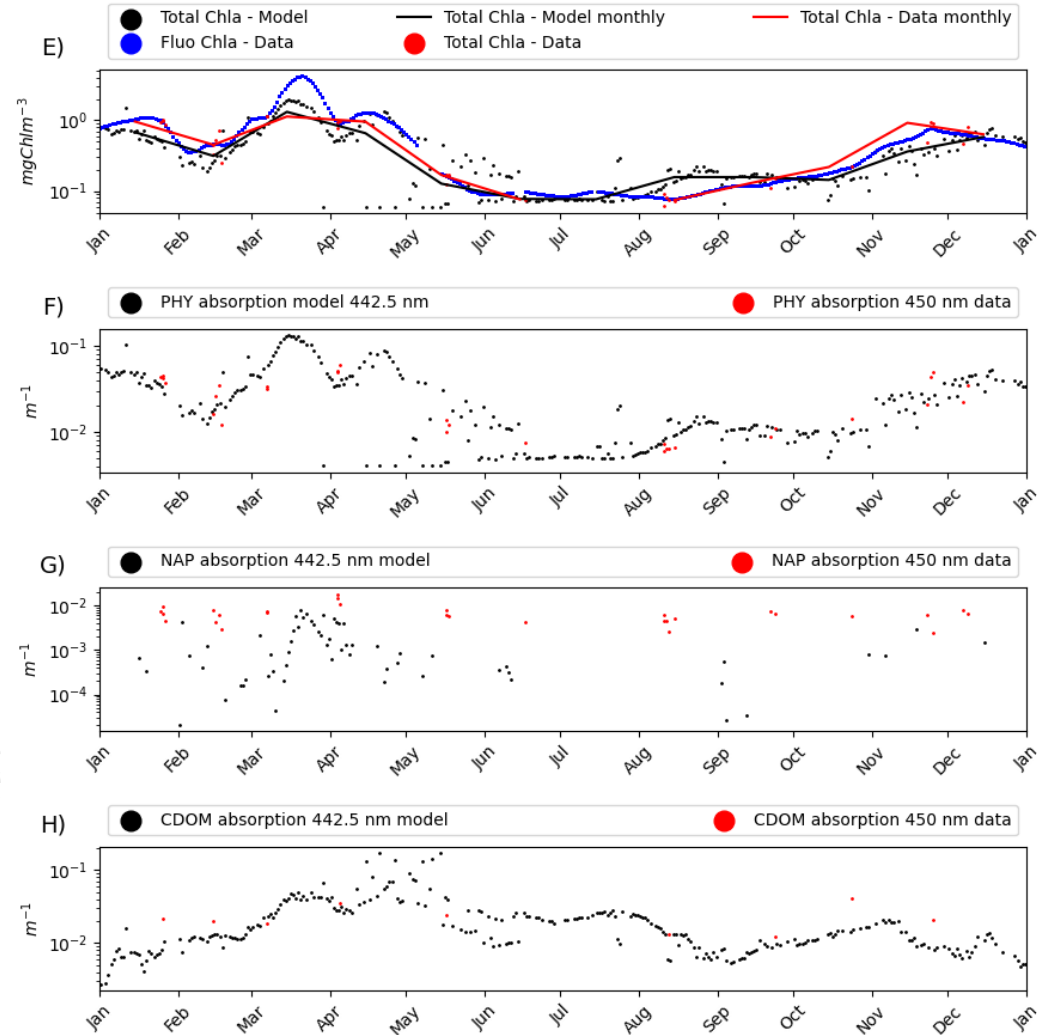 Total Chla - Model Total Chla - Model monthly Total Chla - Data monthly
E) Fluo Chla - Data Total Chla - Data
mgChlm⁻³
10⁰
10⁻¹
Jan Feb Mar Apr May Jun Jul Aug Sep Oct Nov Dec Jan
F) PHY absorption model 442.5 nm PHY absorption 450 nm data
m⁻¹
10⁻¹
10⁻²
Jan Feb Mar Apr May Jun Jul Aug Sep Oct Nov Dec Jan
G) NAP absorption 442.5 nm model NAP absorption 450 nm data
m⁻¹
10⁻²
10⁻³
10⁻⁴
Jan Feb Mar Apr May Jun Jul Aug Sep Oct Nov Dec Jan
H) CDOM absorption 442.5 nm model CDOM absorption 450 nm data
m⁻¹
10⁻¹
10⁻²
Jan Feb Mar Apr May Jun Jul Aug Sep Oct Nov Dec Jan